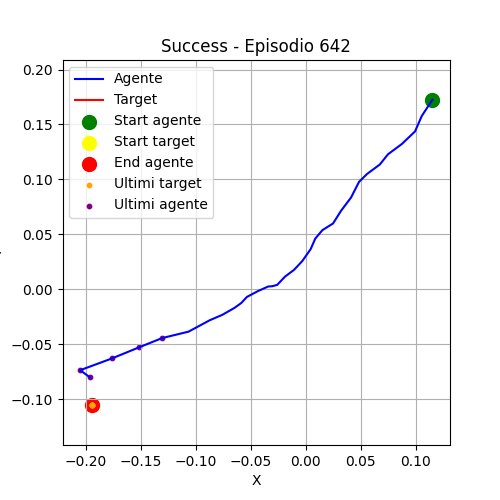 Success - Episodio 642
Agente
Target
Start agente
Start target
End agente
Ultimi target
Ultimi agente
0.20
0.15
0.10
0.05
0.00
−0.05
−0.10
−0.20 −0.15 −0.10 −0.05 0.00 0.05 0.10
X